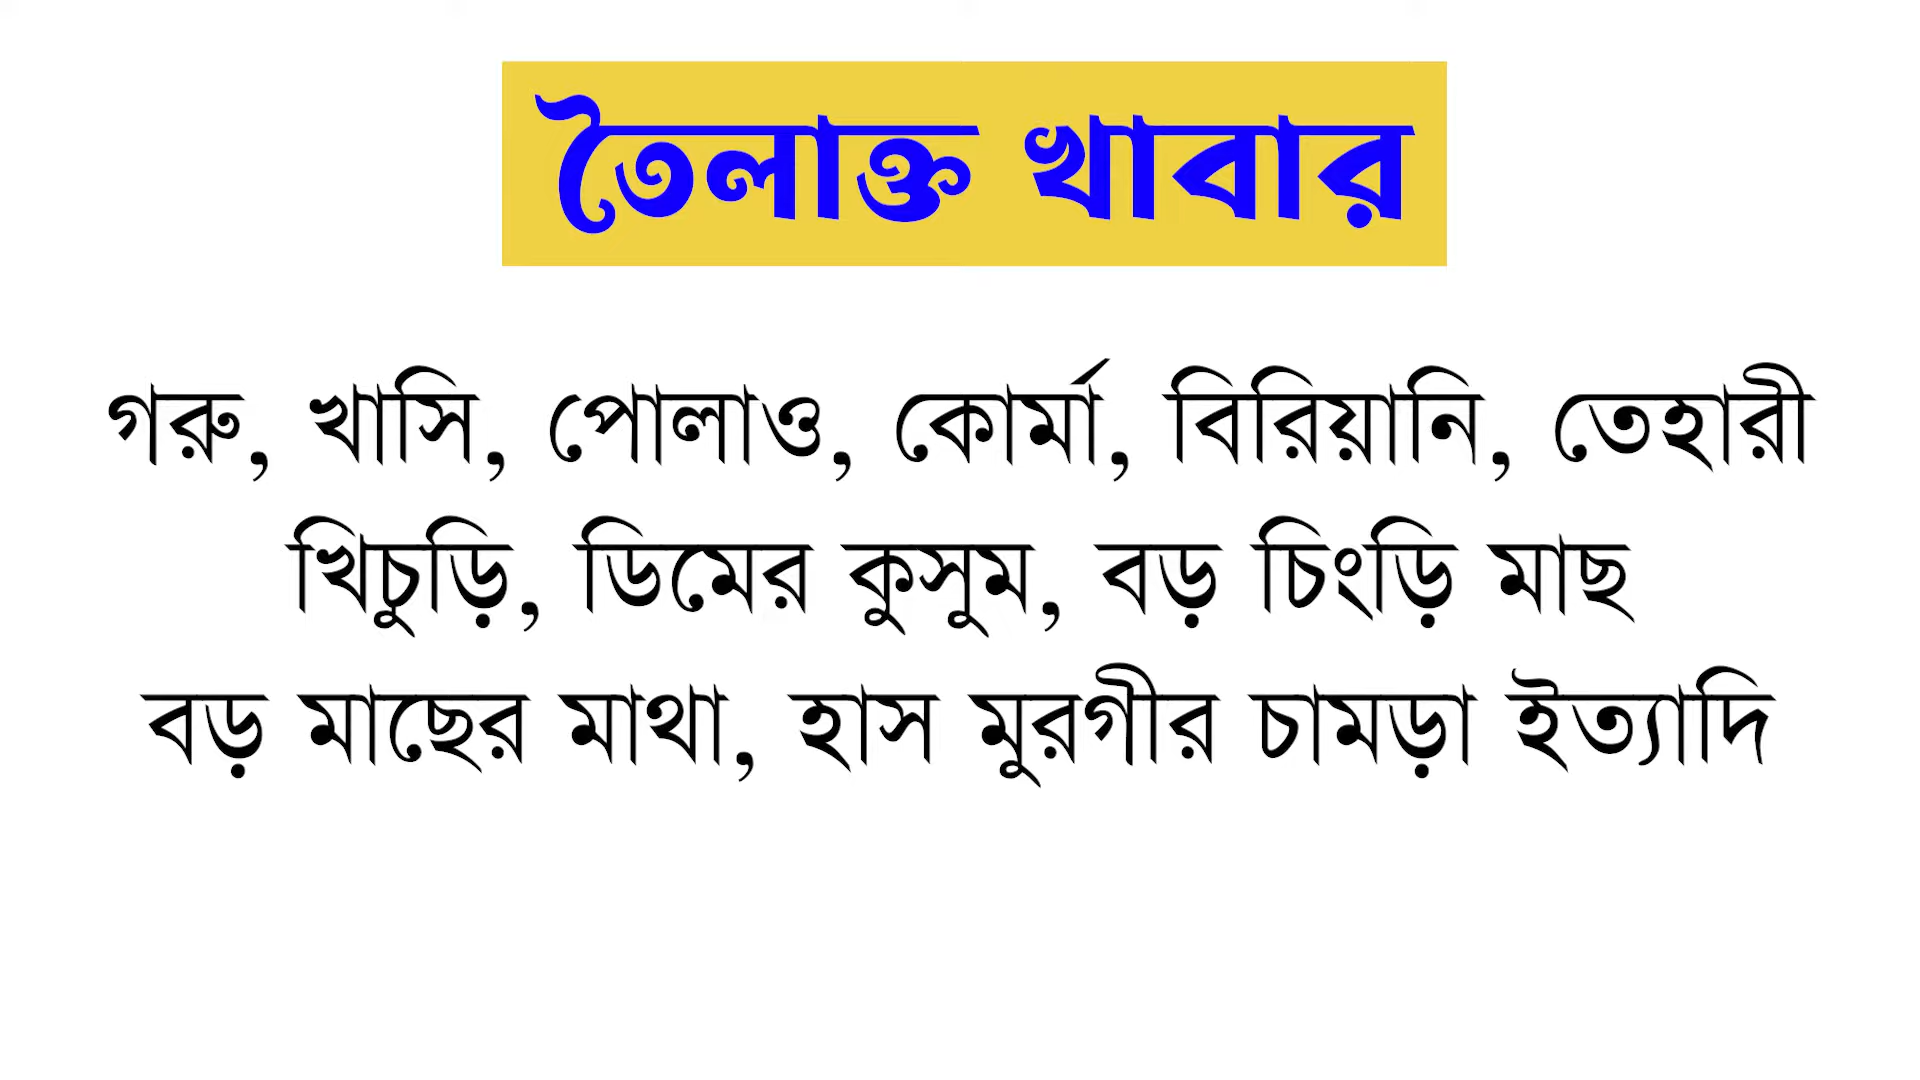 তৈলাক্ত খাবার
গরু, খাসি, পোলাও, কোর্মা, বিরিয়ানি, তেহারী
খিচুড়ি, ডিমের কুসুম, বড় চিংড়ি মাছ
বড় মাছের মাথা, হাস মুরগীর চামড়া ইত্যাদি